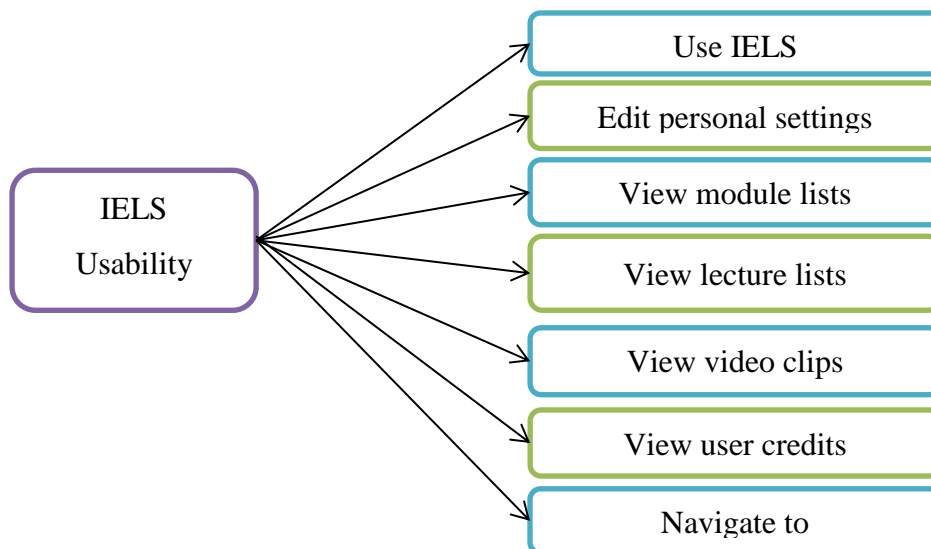 IELS
Usability
Use IELS
Edit personal settings
View module lists
View lecture lists
View video clips
View user credits
Navigate to